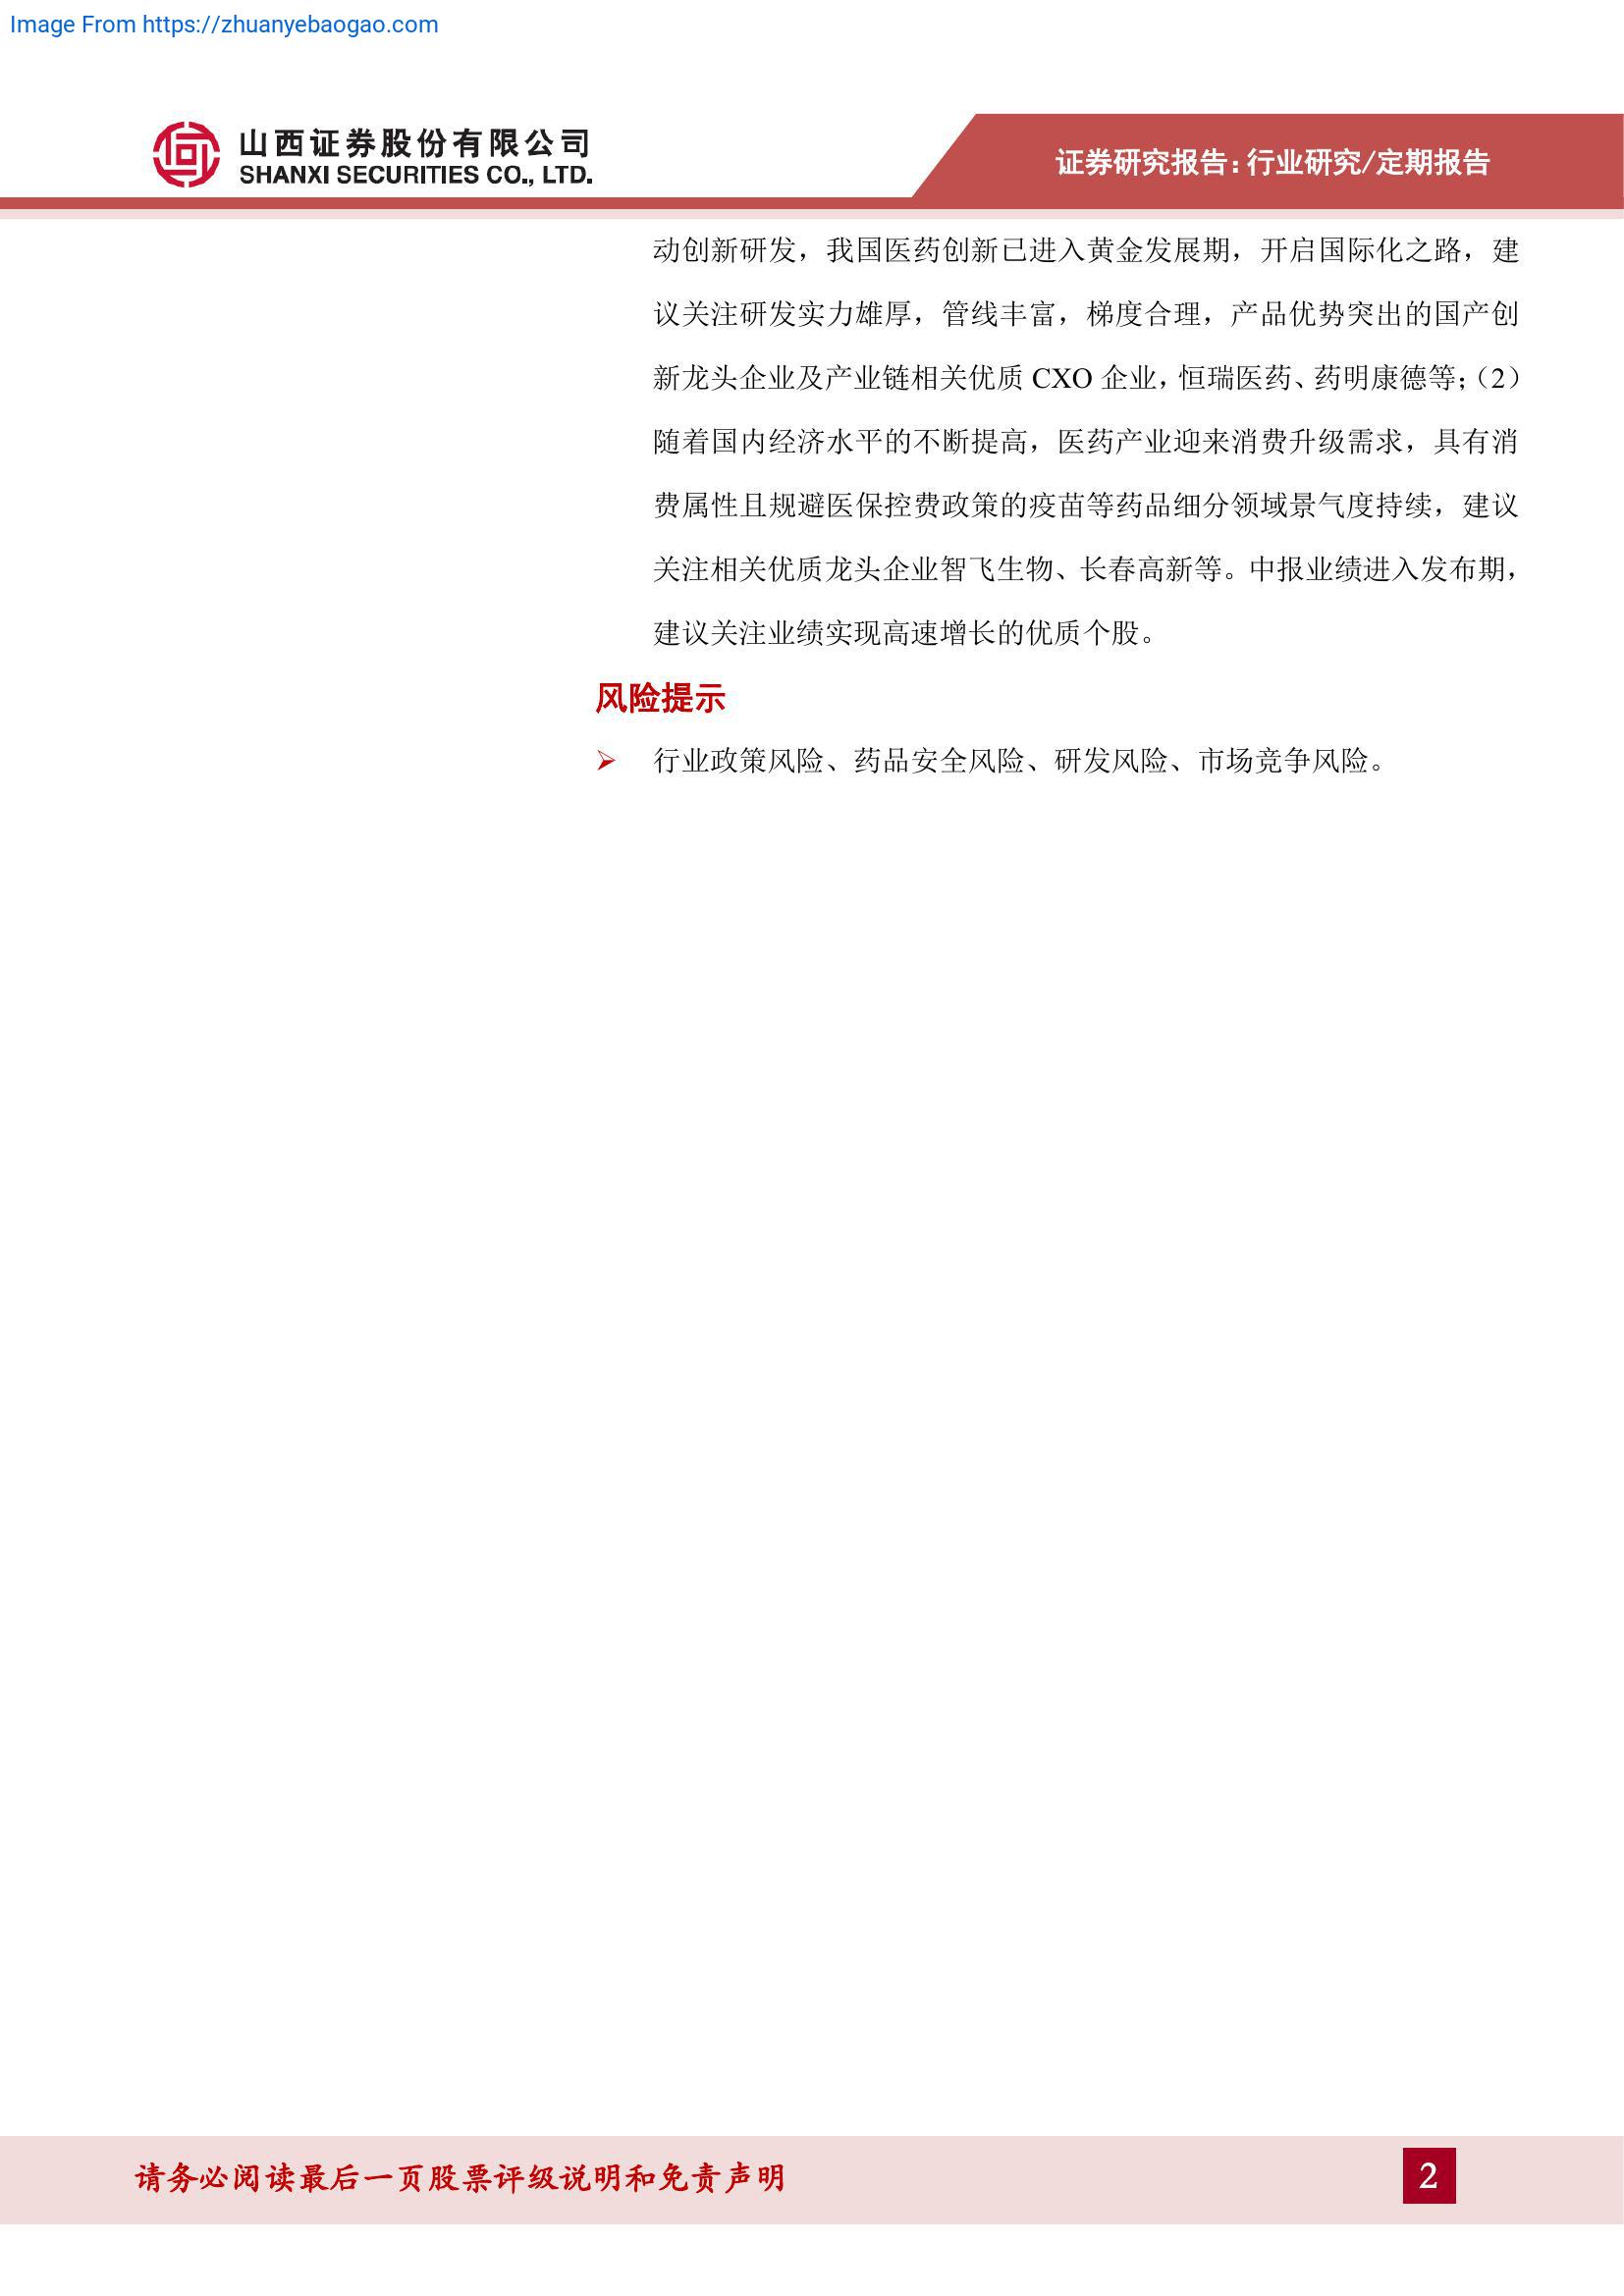 Image From https://zhuanyebaogao.com
山西证券股份有限公司
SHANXI SECURITIES CO., LTD.
证券研究报告：行业研究/定期报告
动创新研发，我国医药创新已进入黄金发展期，开启国际化之路，建
议关注研发实力雄厚，管线丰富，梯度合理，产品优势突出的国产创
新龙头企业及产业链相关优质 CXO 企业，恒瑞医药、药明康德等；（2）
随着国内经济水平的不断提高，医药产业迎来消费升级需求，具有消
费属性且规避医保控费政策的疫苗等药品细分领域景气度持续，建议
关注相关优质龙头企业智飞生物、长春高新等。中报业绩进入发布期，
建议关注业绩实现高速增长的优质个股。
风险提示
行业政策风险、药品安全风险、研发风险、市场竞争风险。
请务必阅读最后一页股票评级说明和免责声明
2